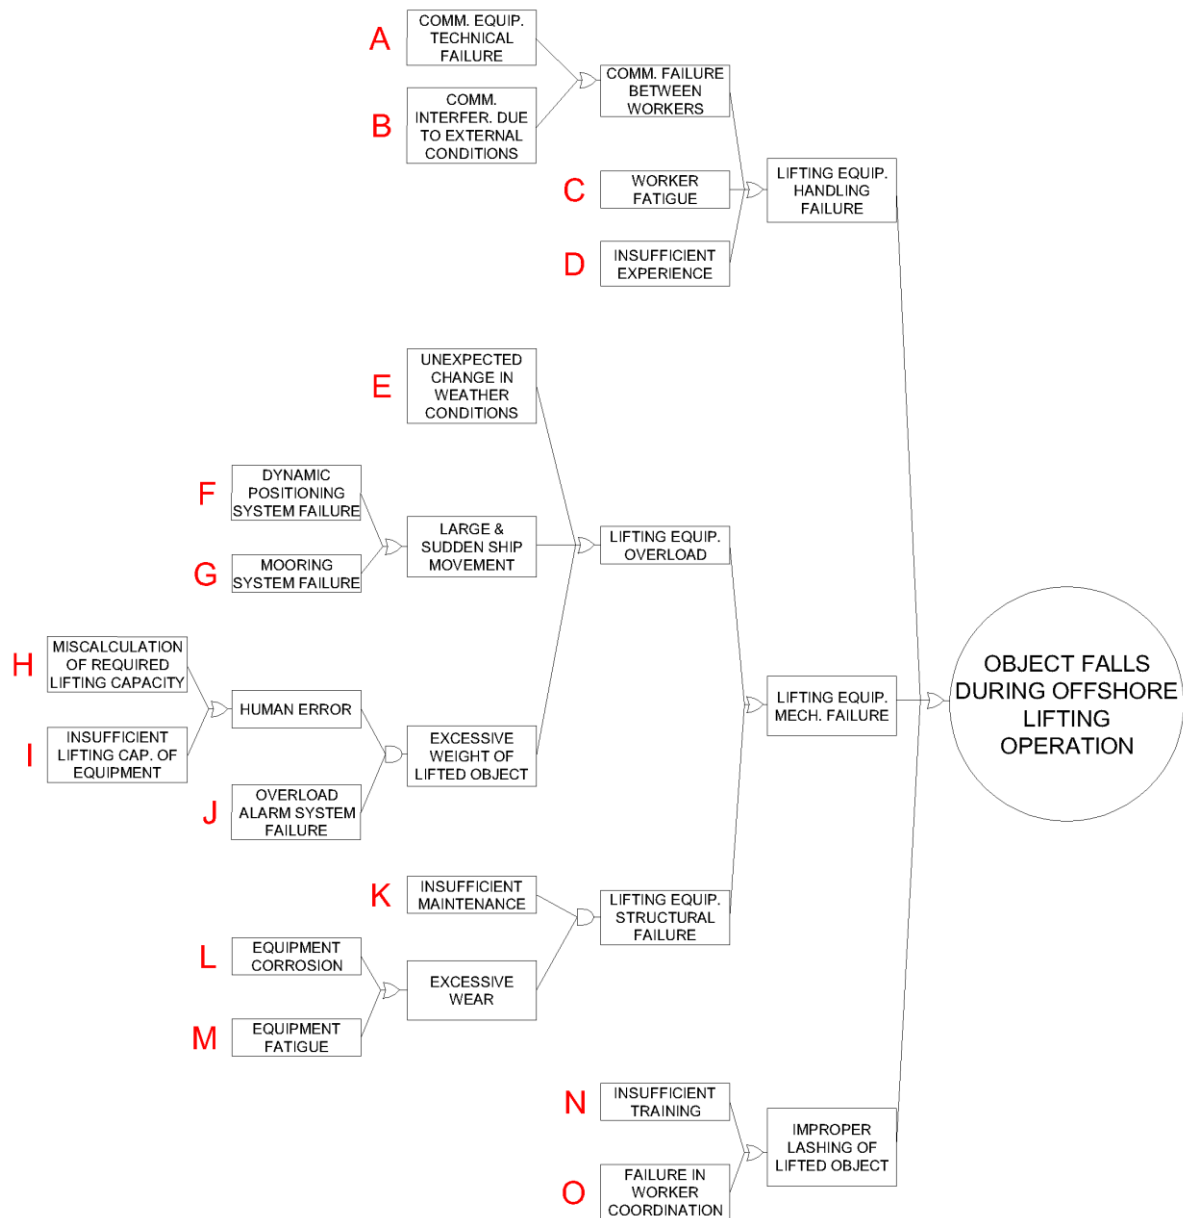 A
COMM. EQUIP.
TECHNICAL
FAILURE
B
COMM.
INTERFER. DUE
TO EXTERNAL
CONDITIONS
COMM. FAILURE
BETWEEN
WORKERS
C
WORKER
FATIGUE
D
INSUFFICIENT
EXPERIENCE
LIFTING EQUIP.
HANDLING
FAILURE
E
UNEXPECTED
CHANGE IN
WEATHER
CONDITIONS
F
DYNAMIC
POSITIONING
SYSTEM FAILURE
G
MOORING
SYSTEM FAILURE
LARGE &
SUDDEN SHIP
MOVEMENT
LIFTING EQUIP.
OVERLOAD
H
MISCALCULATION
OF REQUIRED
LIFTING CAPACITY
I
INSUFFICIENT
LIFTING CAP. OF
EQUIPMENT
HUMAN ERROR
J
OVERLOAD
ALARM SYSTEM
FAILURE
EXCESSIVE
WEIGHT OF
LIFTED OBJECT
LIFTING EQUIP.
MECH. FAILURE
OBJECT FALLS
DURING OFFSHORE
LIFTING
OPERATION
K
INSUFFICIENT
MAINTENANCE
LIFTING EQUIP.
STRUCTURAL
FAILURE
L
EQUIPMENT
CORROSION
M
EQUIPMENT
FATIGUE
EXCESSIVE
WEAR
N
INSUFFICIENT
TRAINING
O
FAILURE IN
WORKER
COORDINATION
IMPROPER
LASHING OF
LIFTED OBJECT